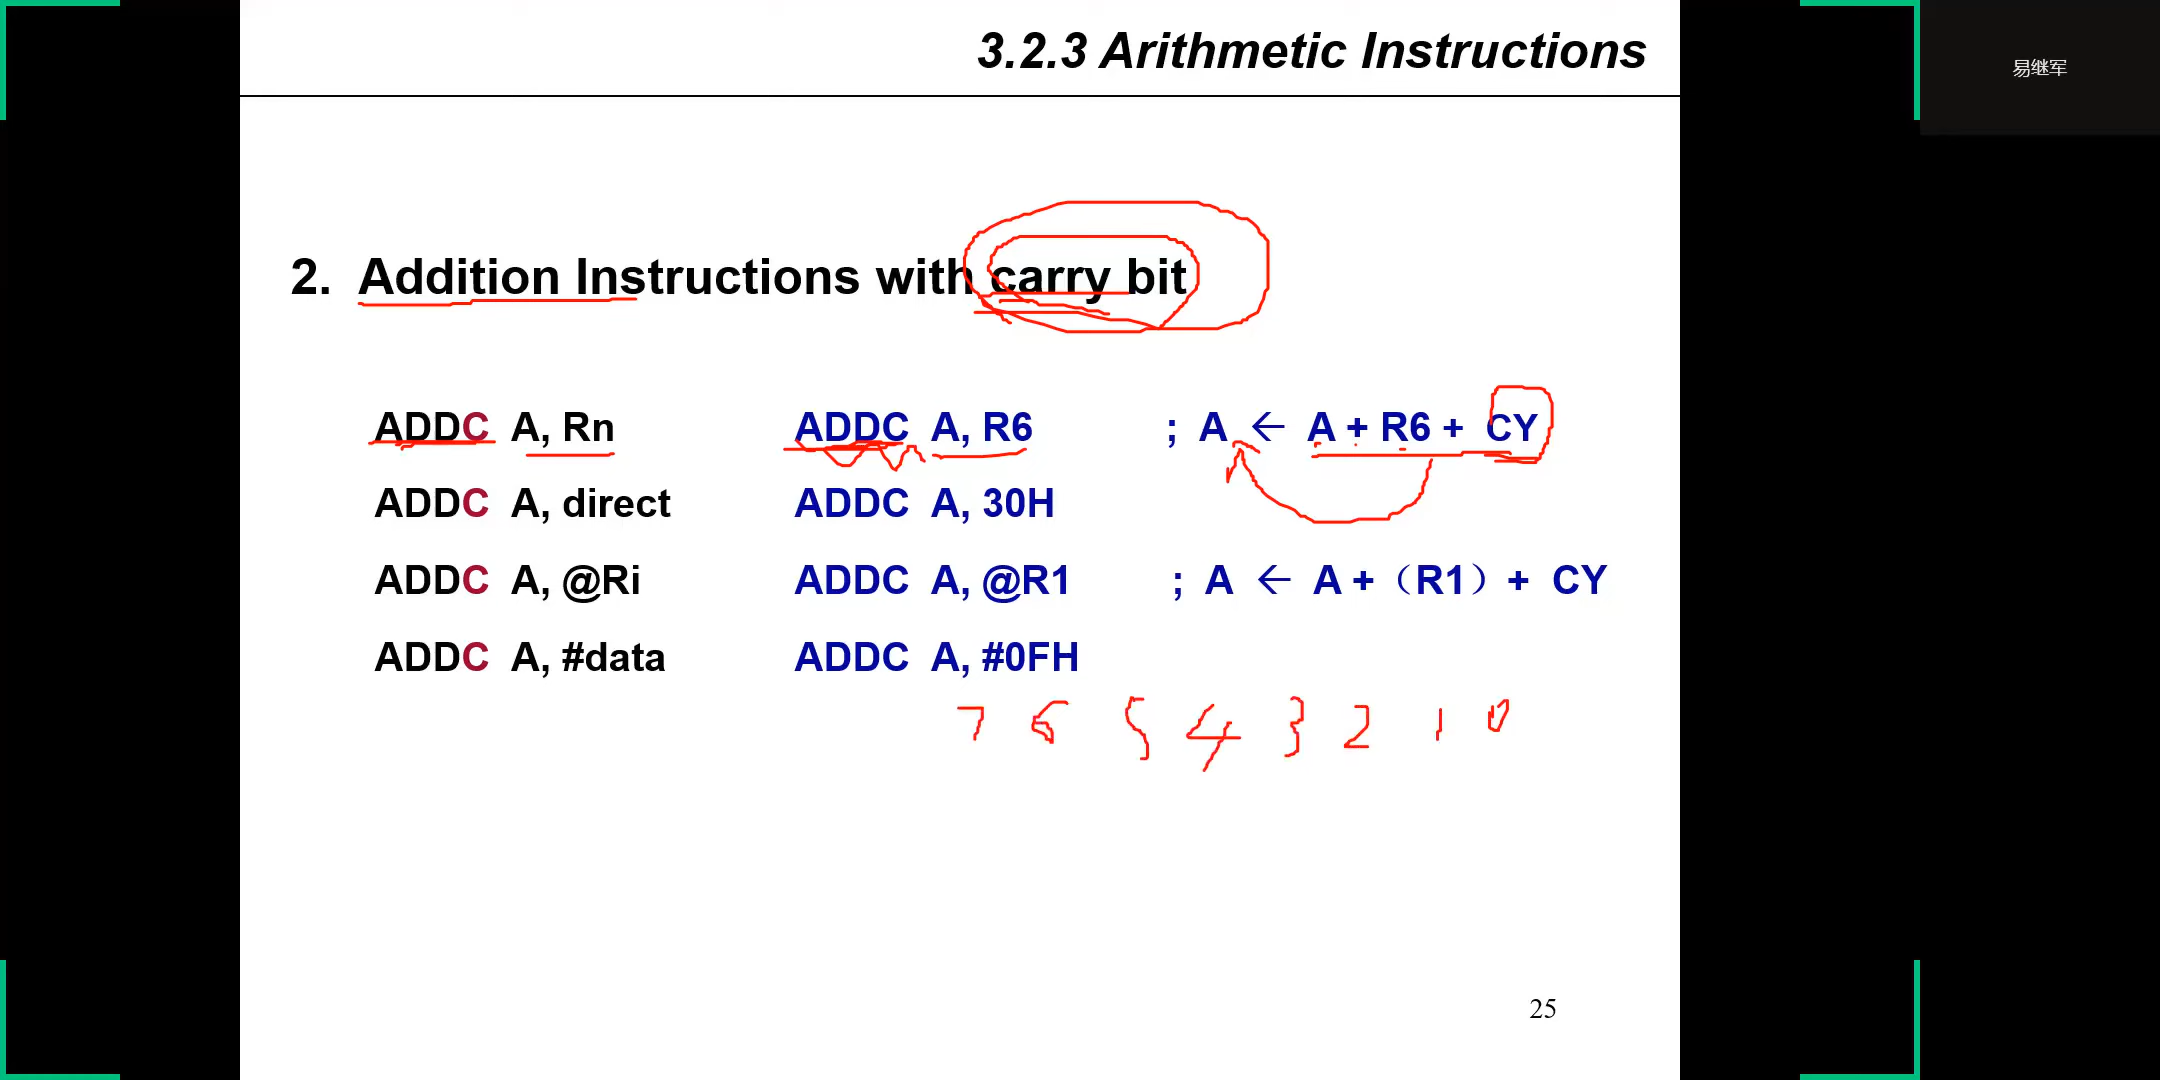 3.2.3 Arithmetic Instructions
易继军
2. Addition Instructions with carry bit
ADDC A, Rn ADDC A, R6 ; A ← A + R6 + CY
ADDC A, direct ADDC A, 30H
ADDC A, @Ri ADDC A, @R1 ; A ← A +（R1）+ CY
ADDC A, #data ADDC A, #0FH
7 6 5 4 3 2 1 0
25